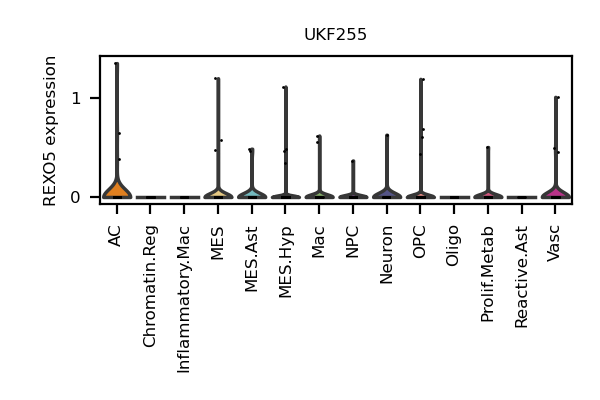 UKF255
REXO5 expression
1
0
AC
Chromatin.Reg
Inflammatory.Mac
MES
MES.Ast
MES.Hyp
Mac
NPC
Neuron
OPC
Oligo
Prolif.Metab
Reactive.Ast
Vasc